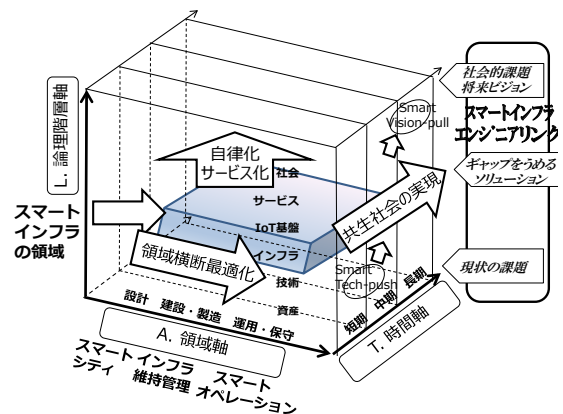 社会的課題
将来ビジョン
Smart
Vision-pull
スマートインフラ
エンジニアリング
ギャップをうめる
ソリューション
現状の課題
L. 論理階層軸
自律化
サービス化
社会
サービス
IoT基盤
インフラ
技術
資産
スマート
インフラ
の領域
領域横断最適化
共生社会の実現
Smart
Tech-push
設計 建設・製造 運用・保守
短期 中期 長期
A. 領域軸
T. 時間軸
スマート
シティ
インフラ
維持管理
スマート
オペレーション